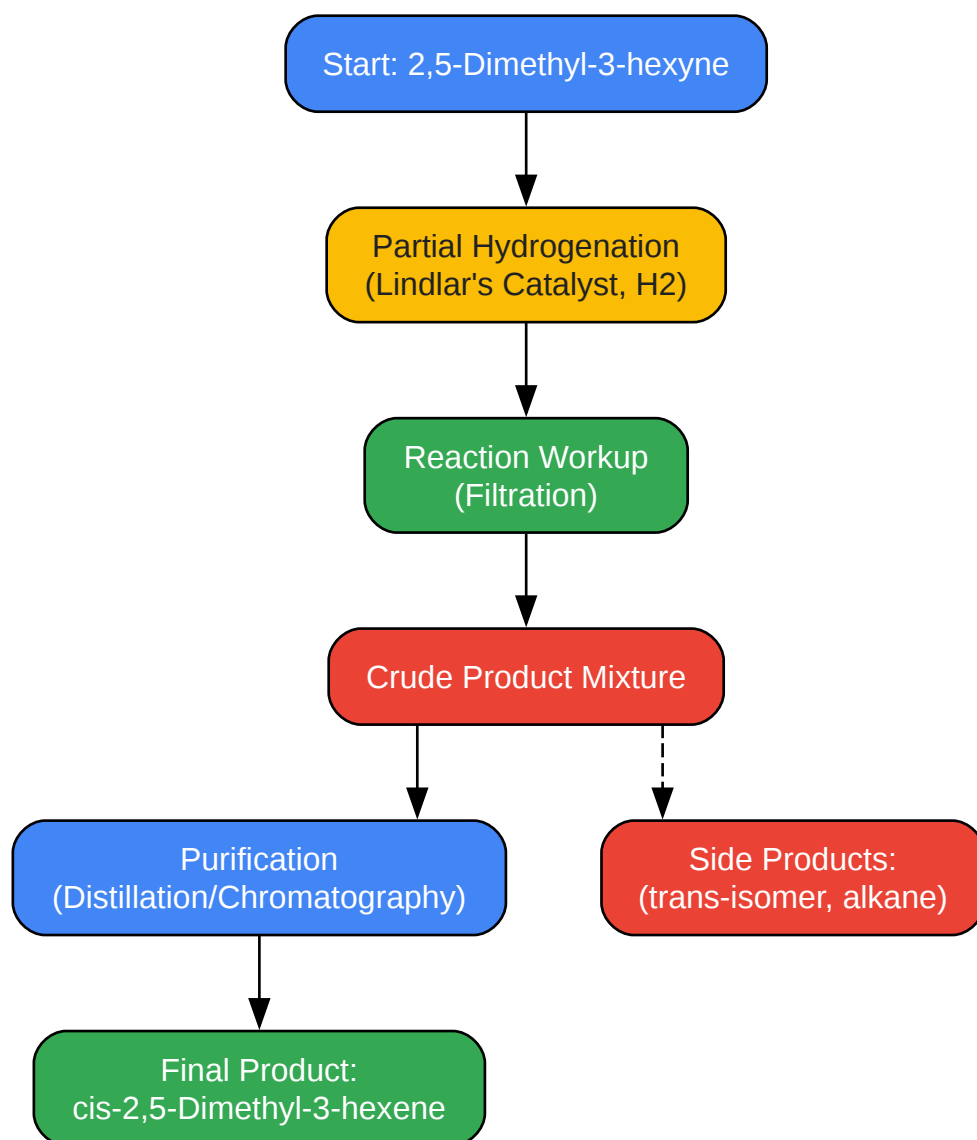 Start: 2,5-Dimethyl-3-hexyne
Partial Hydrogenation
(Lindlar's Catalyst, H2)
Reaction Workup
(Filtration)
Crude Product Mixture
Purification
(Distillation/Chromatography)
Side Products:
(trans-isomer, alkane)
Final Product:
cis-2,5-Dimethyl-3-hexene